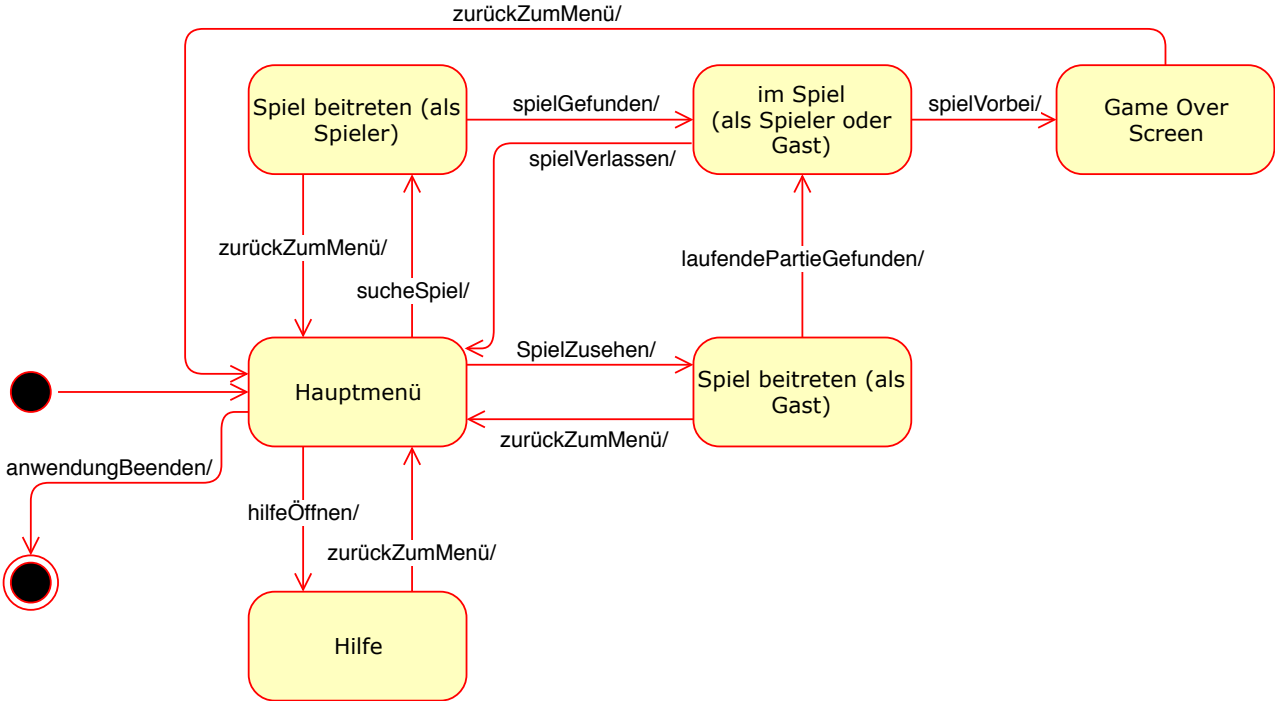 zurückZumMenü/
Spiel beitreten (als
Spieler)
spielGefunden/
im Spiel
(als Spieler oder
Gast)
spielVorbei/
Game Over
Screen
spielVerlassen/
zurückZumMenü/
sucheSpiel/
laufendePartieGefunden/
Hauptmenü
SpielZusehen/
Spiel beitreten (als
Gast)
zurückZumMenü/
anwendungBeenden/
hilfeÖffnen/
zurückZumMenü/
Hilfe